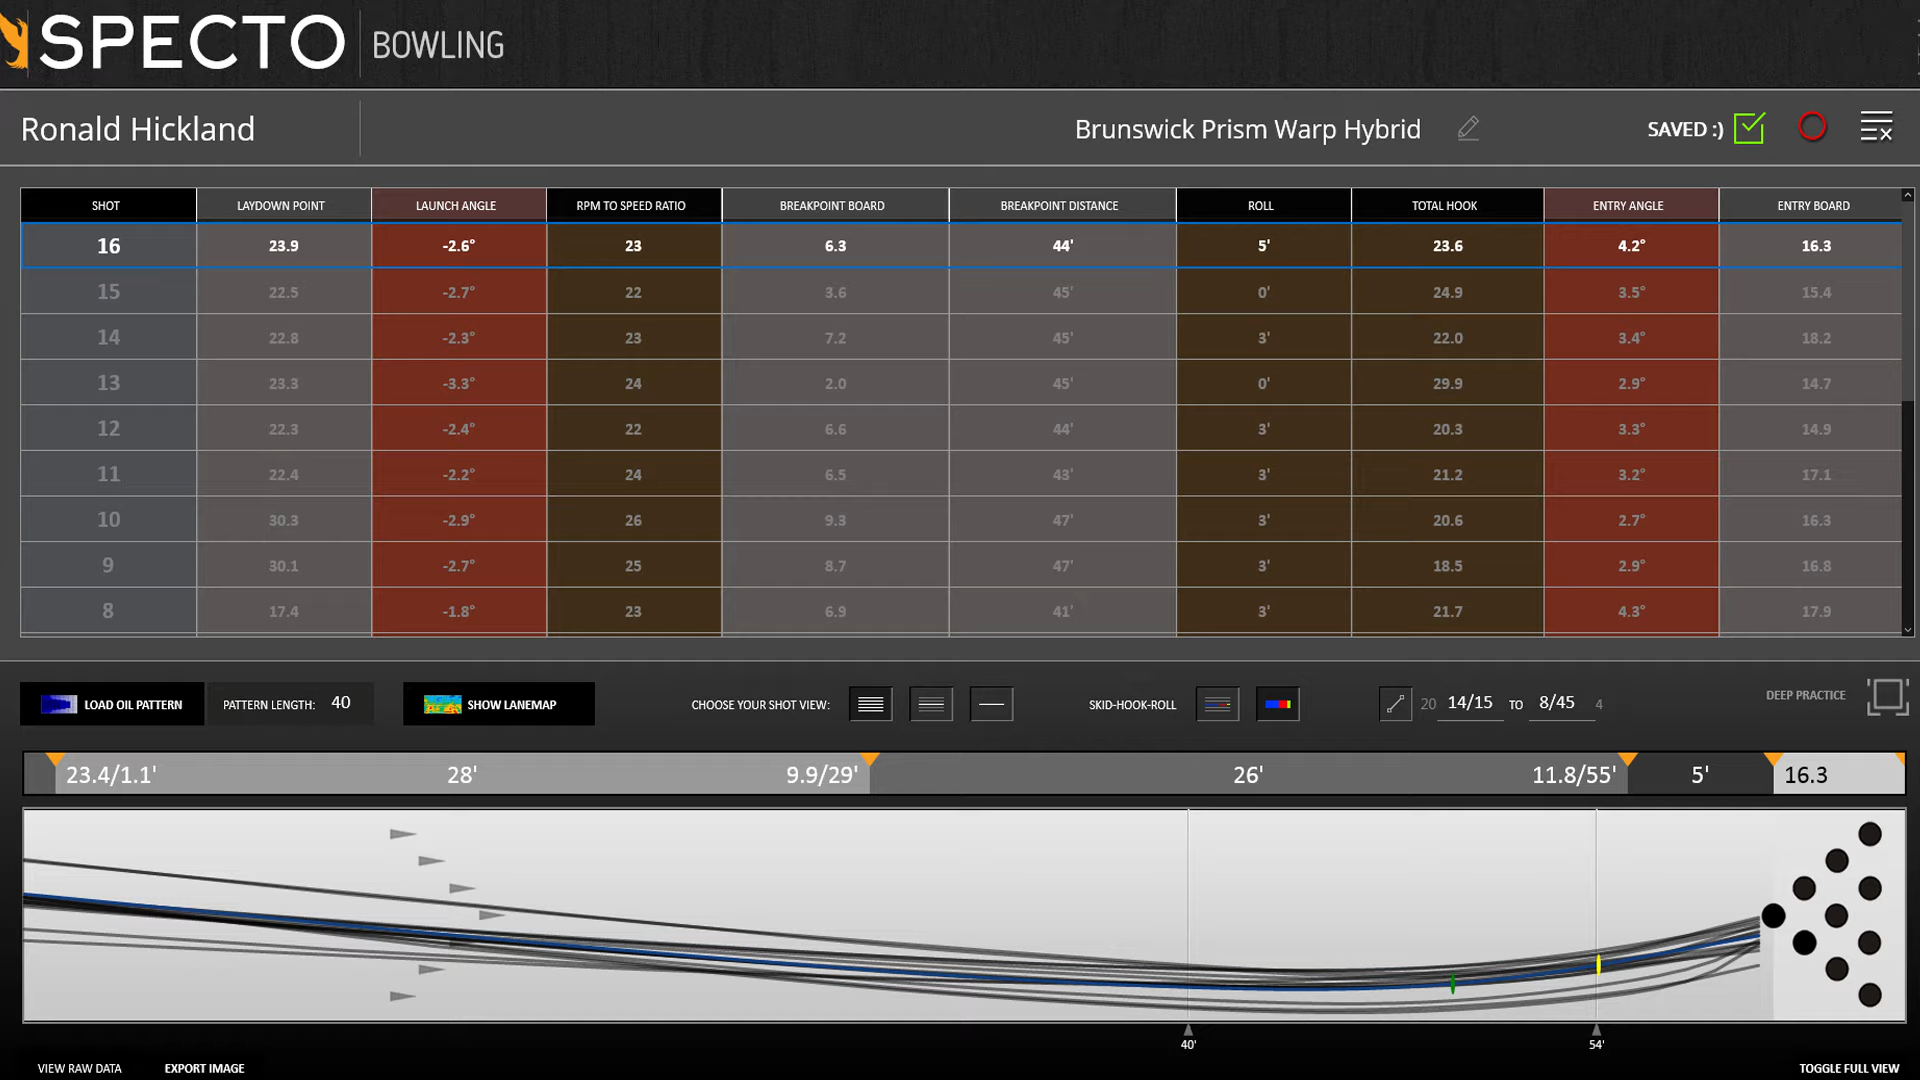 SPECTO BOWLING
Ronald Hickland
Brunswick Prism Warp Hybrid
SAVED :)
SHOT LAYDOWN POINT LAUNCH ANGLE RPM TO SPEED RATIO BREAKPOINT BOARD BREAKPOINT DISTANCE ROLL TOTAL HOOK ENTRY ANGLE ENTRY BOARD
16 23.9 -2.6° 23 6.3 44' 5' 23.6 4.2° 16.3
15 22.5 -2.7° 22 3.6 45' 0' 24.9 3.5° 15.4
14 22.8 -2.3° 23 7.2 45' 3' 22.0 3.4° 18.2
13 23.3 -3.3° 24 2.0 45' 0' 29.9 2.9° 14.7
12 22.3 -2.4° 22 6.6 44' 3' 20.3 3.3° 14.9
11 22.4 -2.2° 24 6.5 43' 3' 21.2 3.2° 17.1
10 30.3 -2.9° 26 9.3 47' 3' 20.6 2.7° 16.3
9 30.1 -2.7° 25 8.7 47' 3' 18.5 2.9° 16.8
8 17.4 -1.8° 23 6.9 41' 3' 21.7 4.3° 17.9
LOAD OIL PATTERN PATTERN LENGTH: 40 SHOW LANEMAP CHOOSE YOUR SHOT VIEW: SKID-HOOK-ROLL 20 14/15 TO 8/45 4 DEEP PRACTICE
23.4/1.1' 28' 9.9/29' 26' 11.8/55' 5' 16.3
40' 54'
VIEW RAW DATA EXPORT IMAGE TOGGLE FULL VIEW